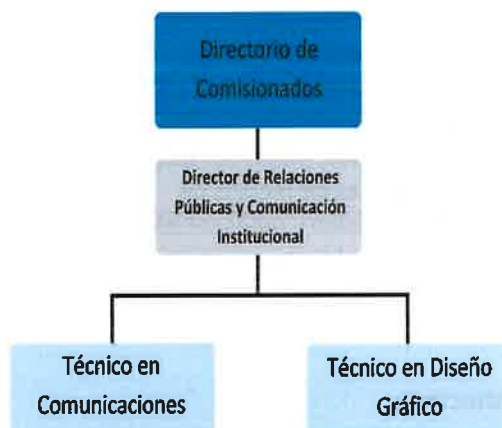 Directorio de
Comisionados
Director de Relaciones
Públicas y Comunicación
Institucional
Técnico en
Comunicaciones
Técnico en Diseño
Gráfico